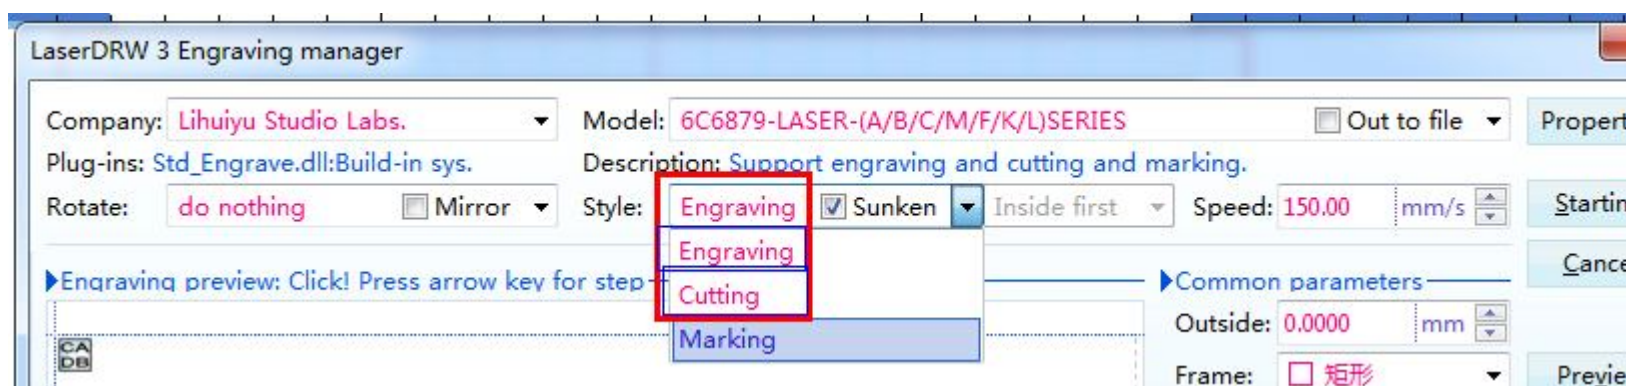 LaserDRW 3 Engraving manager
Company: Lihuiyu Studio Labs. Model: 6C6879-LASER-(A/B/C/M/F/K/L)SERIES Out to file Propert
Plug-ins: Std_Engrave.dll:Build-in sys. Description: Support engraving and cutting and marking.
Rotate: do nothing Mirror Style: Engraving Sunken Inside first Speed: 150.00 mm/s Startin
Engraving
Cance
Engraving preview: Click! Press arrow key for step Common parameters
Cutting
Outside: 0.0000 mm
Marking
CA
DB
Frame: 矩形 Previe